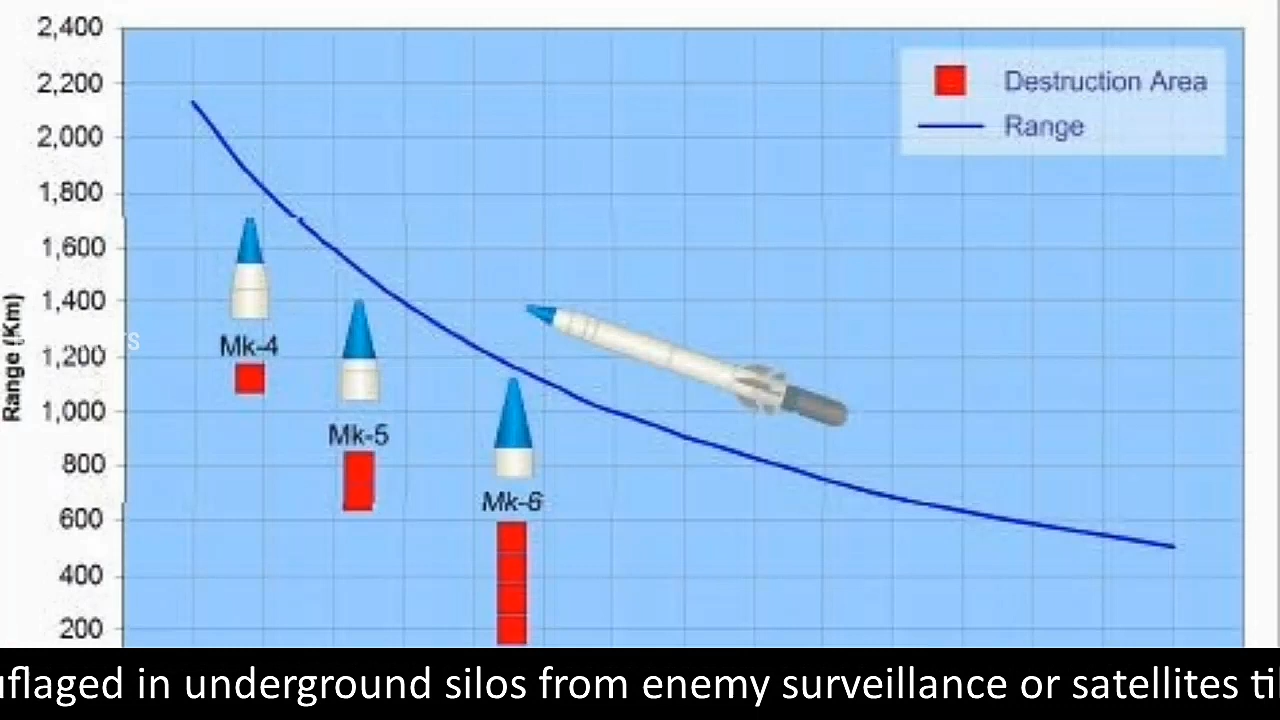 2,400
2,200
2,000
1,800
1,600
1,400
1,200
1,000
800
600
400
200
Range (Km)
Destruction Area
Range
Mk-4
Mk-5
Mk-6
in underground silos from enemy surveillance or satellites